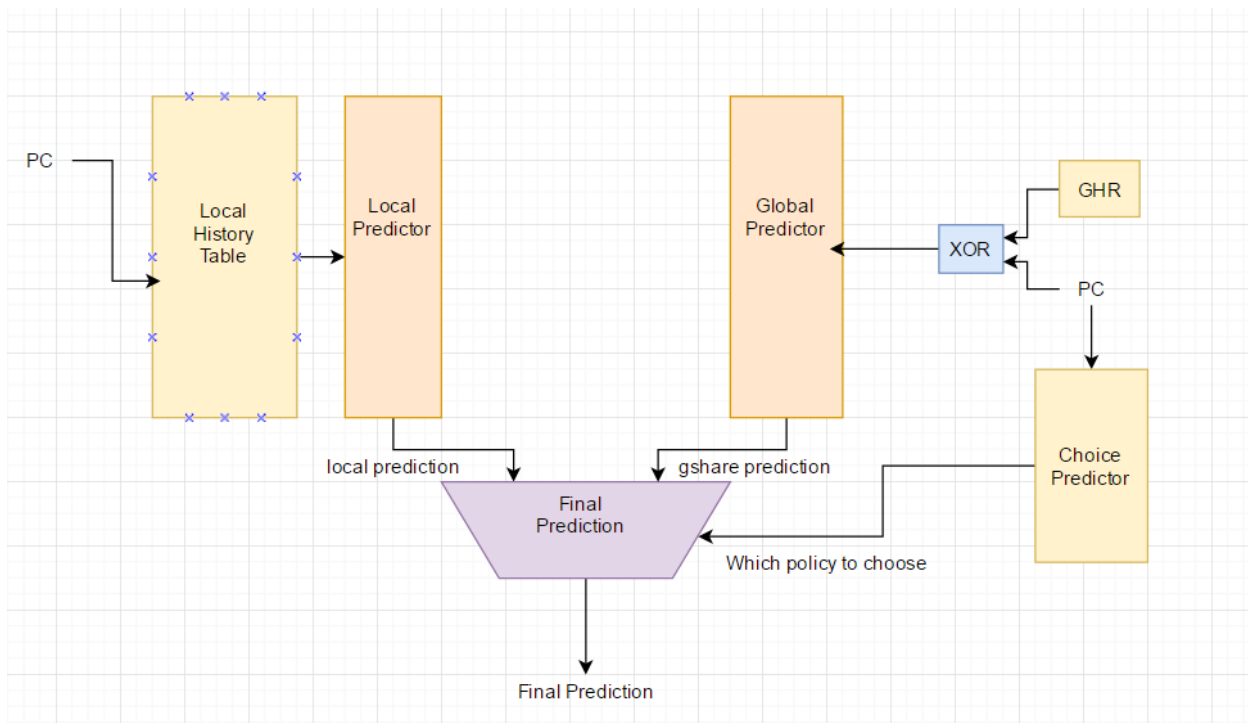 PC
Local
History
Table
Local
Predictor
Global
Predictor
GHR
XOR
PC
local prediction
gshare prediction
Choice
Predictor
Final
Prediction
Which policy to choose
Final Prediction